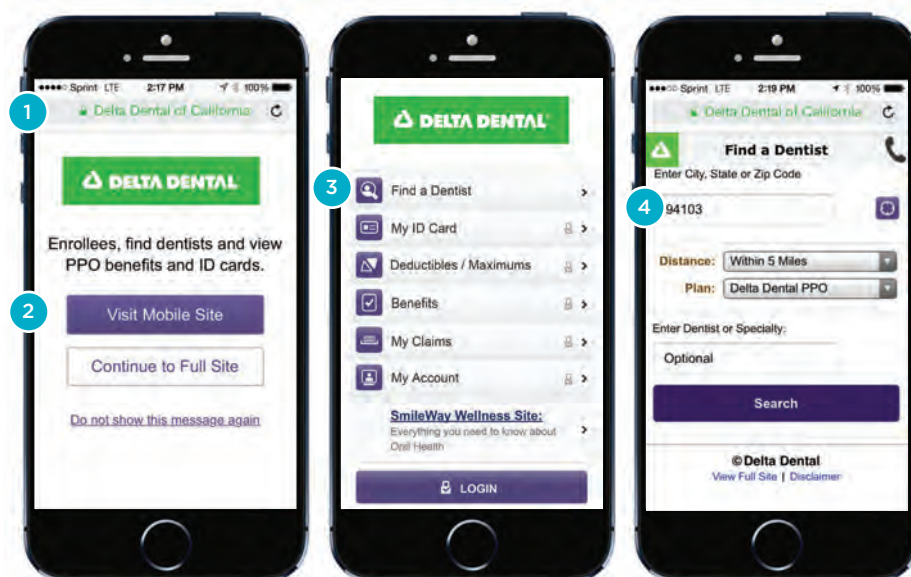 Sprint LTE 2:17 PM 100%
1
Delta Dental of California
DELTA DENTAL
Enrollees, find dentists and view
PPO benefits and ID cards.
2
Visit Mobile Site
Continue to Full Site
Do not show this message again
DELTA DENTAL
3
Find a Dentist
My ID Card
Deductibles / Maximums
Benefits
My Claims
My Account
SmileWay Wellness Site:
Everything you need to know about
Oral Health
LOGIN
Sprint LTE 2:19 PM 100%
Delta Dental of California
Find a Dentist
Enter City, State or Zip Code
4
94103
Distance: Within 5 Miles
Plan: Delta Dental PPO
Enter Dentist or Specialty:
Optional
Search
© Delta Dental
View Full Site | Disclaimer